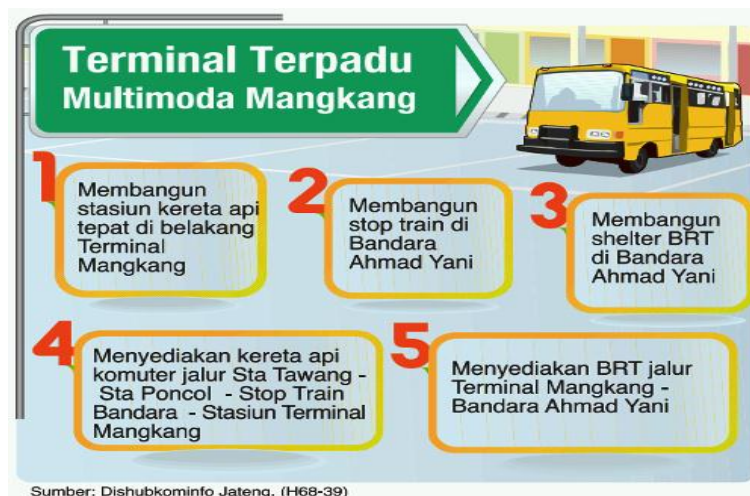 Terminal Terpadu
Multimoda Mangkang
1
Membangun
stasiun kereta api
tepat di belakang
Terminal
Mangkang
2
Membangun
stop train di
Bandara
Ahmad Yani
3
Membangun
shelter BRT
di Bandara
Ahmad Yani
4
Menyediakan kereta api
komuter jalur Sta Tawang -
Sta Poncol - Stop Train
Bandara - Stasiun Terminal
Mangkang
5
Menyediakan BRT jalur
Terminal Mangkang -
Bandara Ahmad Yani
Sumber: Dishubkominfo Jateng. (H68-39)